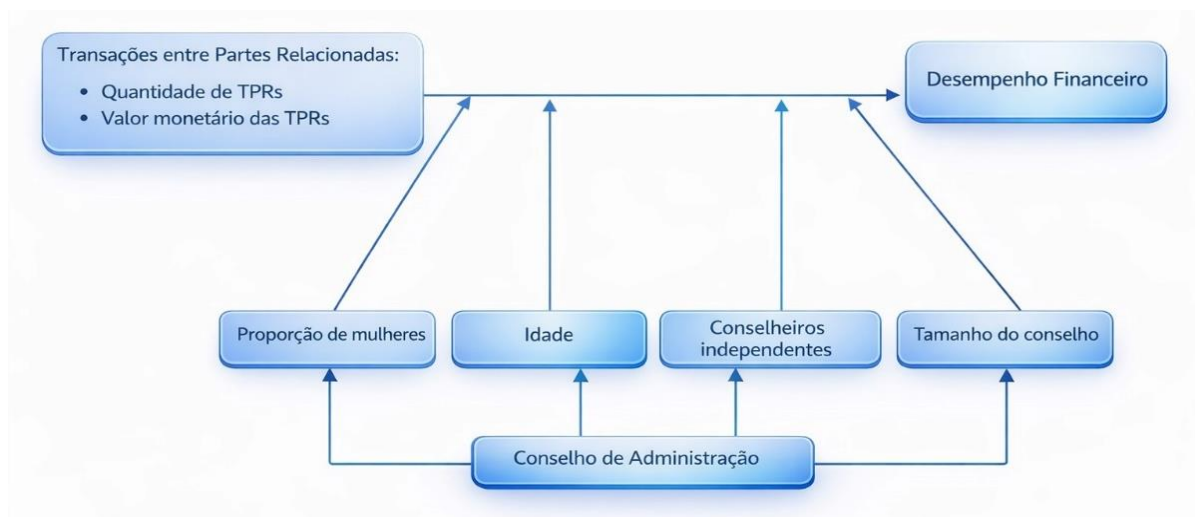 Transações entre Partes Relacionadas:
• Quantidade de TPRs
• Valor monetário das TPRs
Desempenho Financeiro
Proporção de mulheres
Idade
Conselheiros
independentes
Tamanho do conselho
Conselho de Administração